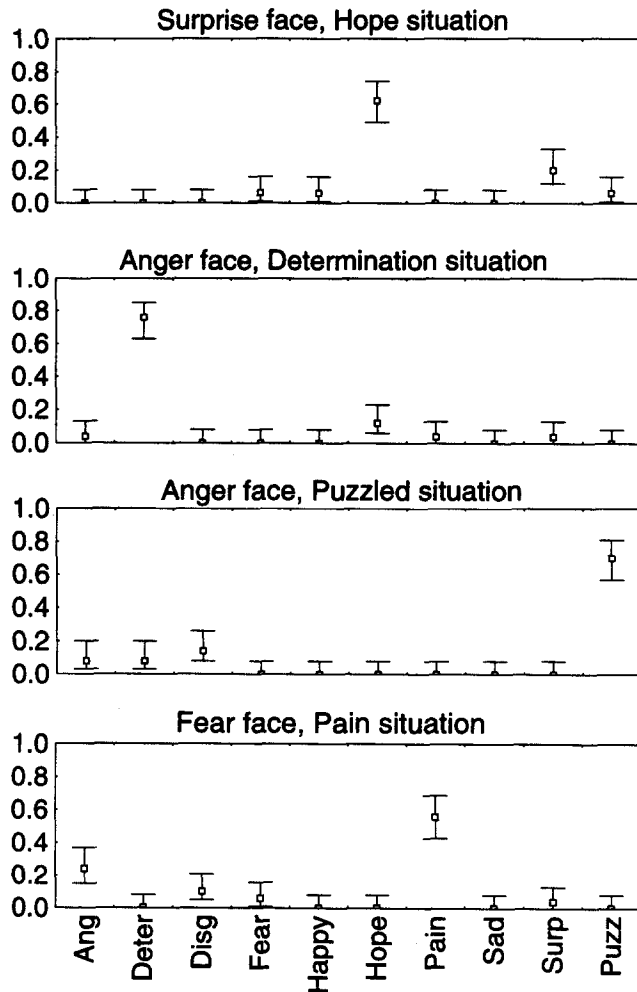 Surprise face, Hope situation
1.0
0.8
0.6
0.4
0.2
0.0
Anger face, Determination situation
1.0
0.8
0.6
0.4
0.2
0.0
Anger face, Puzzled situation
1.0
0.8
0.6
0.4
0.2
0.0
Fear face, Pain situation
1.0
0.8
0.6
0.4
0.2
0.0
Ang
Deter
Disg
Fear
Happy
Hope
Pain
Sad
Surp
Puzz